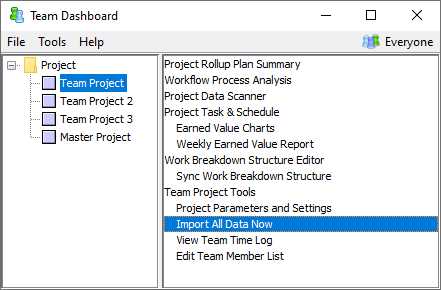 Team Dashboard
File Tools Help Everyone
Project
Team Project
Team Project 2
Team Project 3
Master Project
Project Rollup Plan Summary
Workflow Process Analysis
Project Data Scanner
Project Task & Schedule
Earned Value Charts
Weekly Earned Value Report
Work Breakdown Structure Editor
Sync Work Breakdown Structure
Team Project Tools
Project Parameters and Settings
Import All Data Now
View Team Time Log
Edit Team Member List